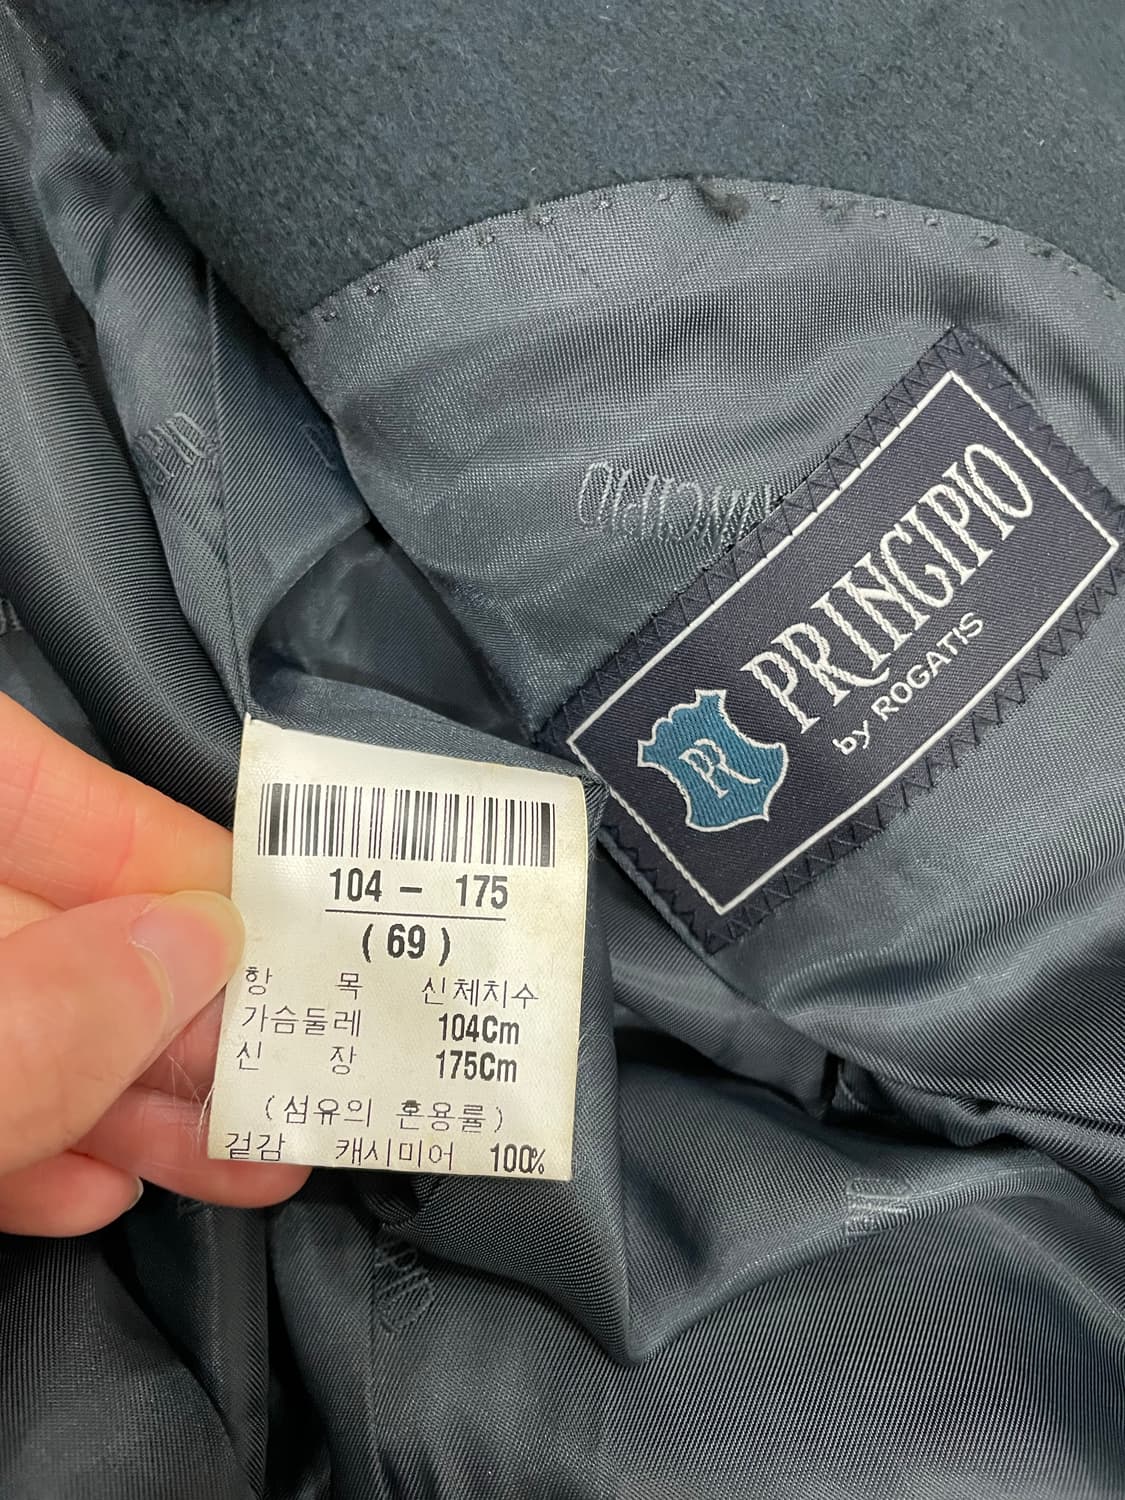 PRINCIPIO
by ROGATIS
PR
104 - 175
( 69 )
항 목 신체치수
가슴둘레 104Cm
신 장 175Cm
(섬유의 혼용률)
겉감 캐시미어 100%